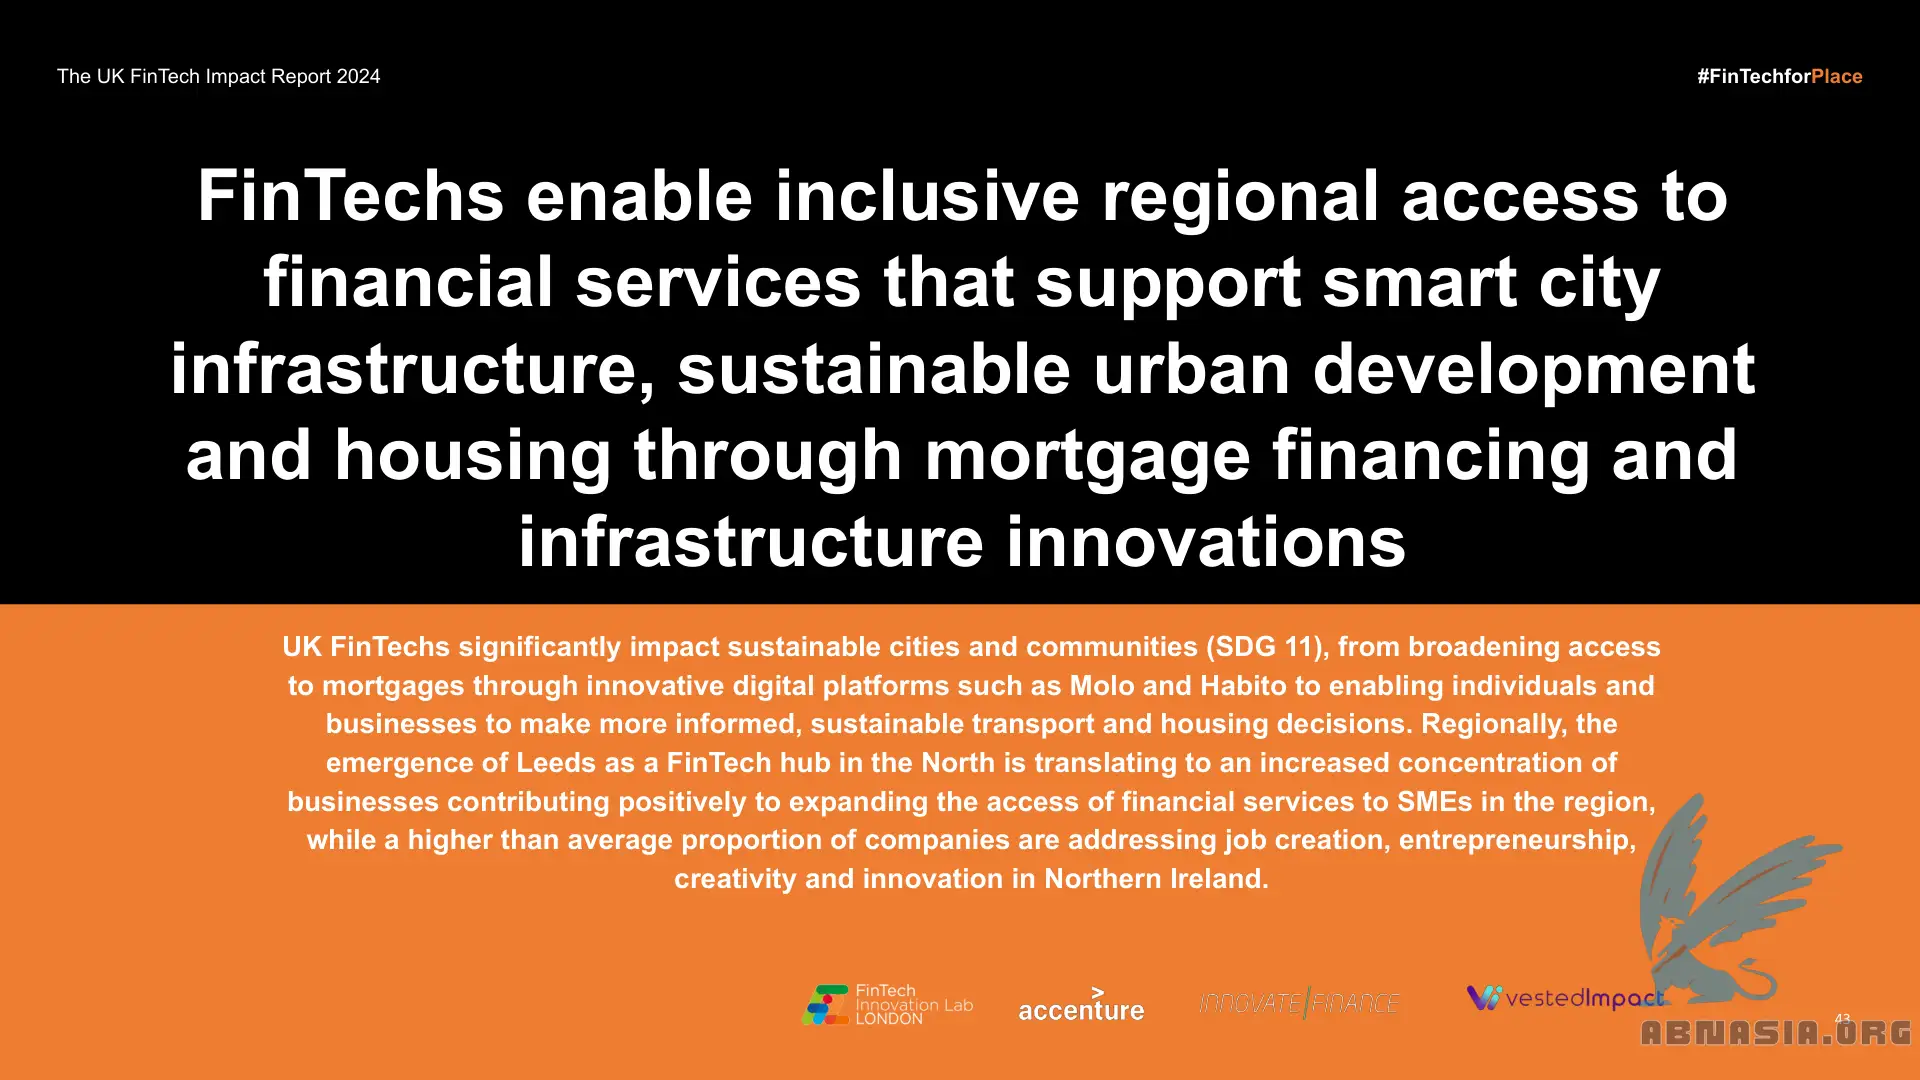 The UK FinTech Impact Report 2024
#FinTechforPlace
FinTechs enable inclusive regional access to
financial services that support smart city
infrastructure, sustainable urban development
and housing through mortgage financing and
infrastructure innovations
UK FinTechs significantly impact sustainable cities and communities (SDG 11), from broadening access
to mortgages through innovative digital platforms such as Molo and Habito to enabling individuals and
businesses to make more informed, sustainable transport and housing decisions. Regionally, the
emergence of Leeds as a FinTech hub in the North is translating to an increased concentration of
businesses contributing positively to expanding the access of financial services to SMEs in the region,
while a higher than average proportion of companies are addressing job creation, entrepreneurship,
creativity and innovation in Northern Ireland.
FinTech
Innovation Lab
LONDON
accenture
INNOVATE FINANCE
vestedImpact
43
ABNASIA.ORG